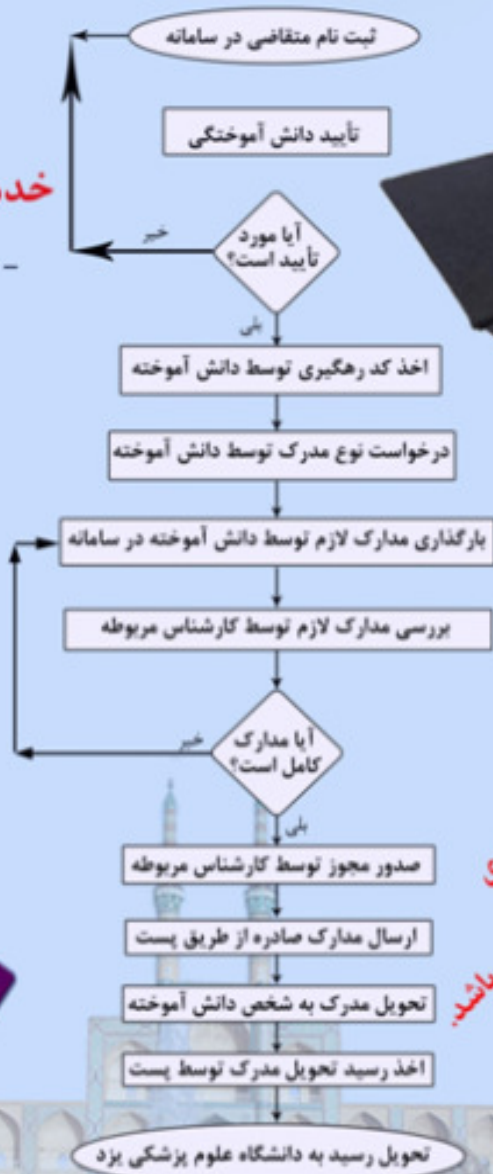 ثبت نام متقاضی در سامانه
تأیید دانش آموختگی
خیر
آیا مورد
تأیید است؟
بلی
اخذ کد رهگیری توسط دانش آموخته
درخواست نوع مدرک توسط دانش آموخته
بارگذاری مدارک لازم توسط دانش آموخته در سامانه
بررسی مدارک لازم توسط کارشناس مربوطه
خیر
آیا مدارک
کامل است؟
بلی
صدور مجوز توسط کارشناس مربوطه
ارسال مدارک صادره از طریق پست
تحویل مدرک به شخص دانش آموخته
باشد.
اخذ رسید تحویل مدرک توسط پست
تحویل رسید به دانشگاه علوم پزشکی یزد